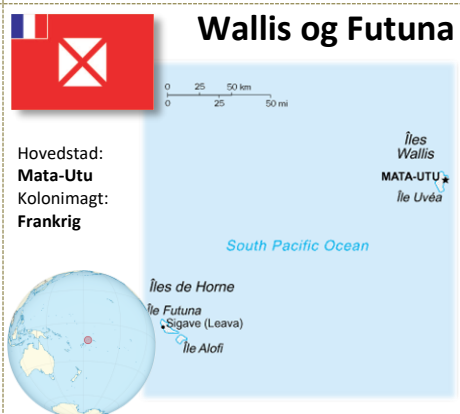 Wallis og Futuna
0 25 50 km
0 25 50 mi
Hovedstad:
Mata-Utu
Kolonimagt:
Frankrig
Îles
Wallis
MATA-UTU
Île Uvéa
South Pacific Ocean
Îles de Horne
Île Futuna
Sigave (Leava)
Île Alofi